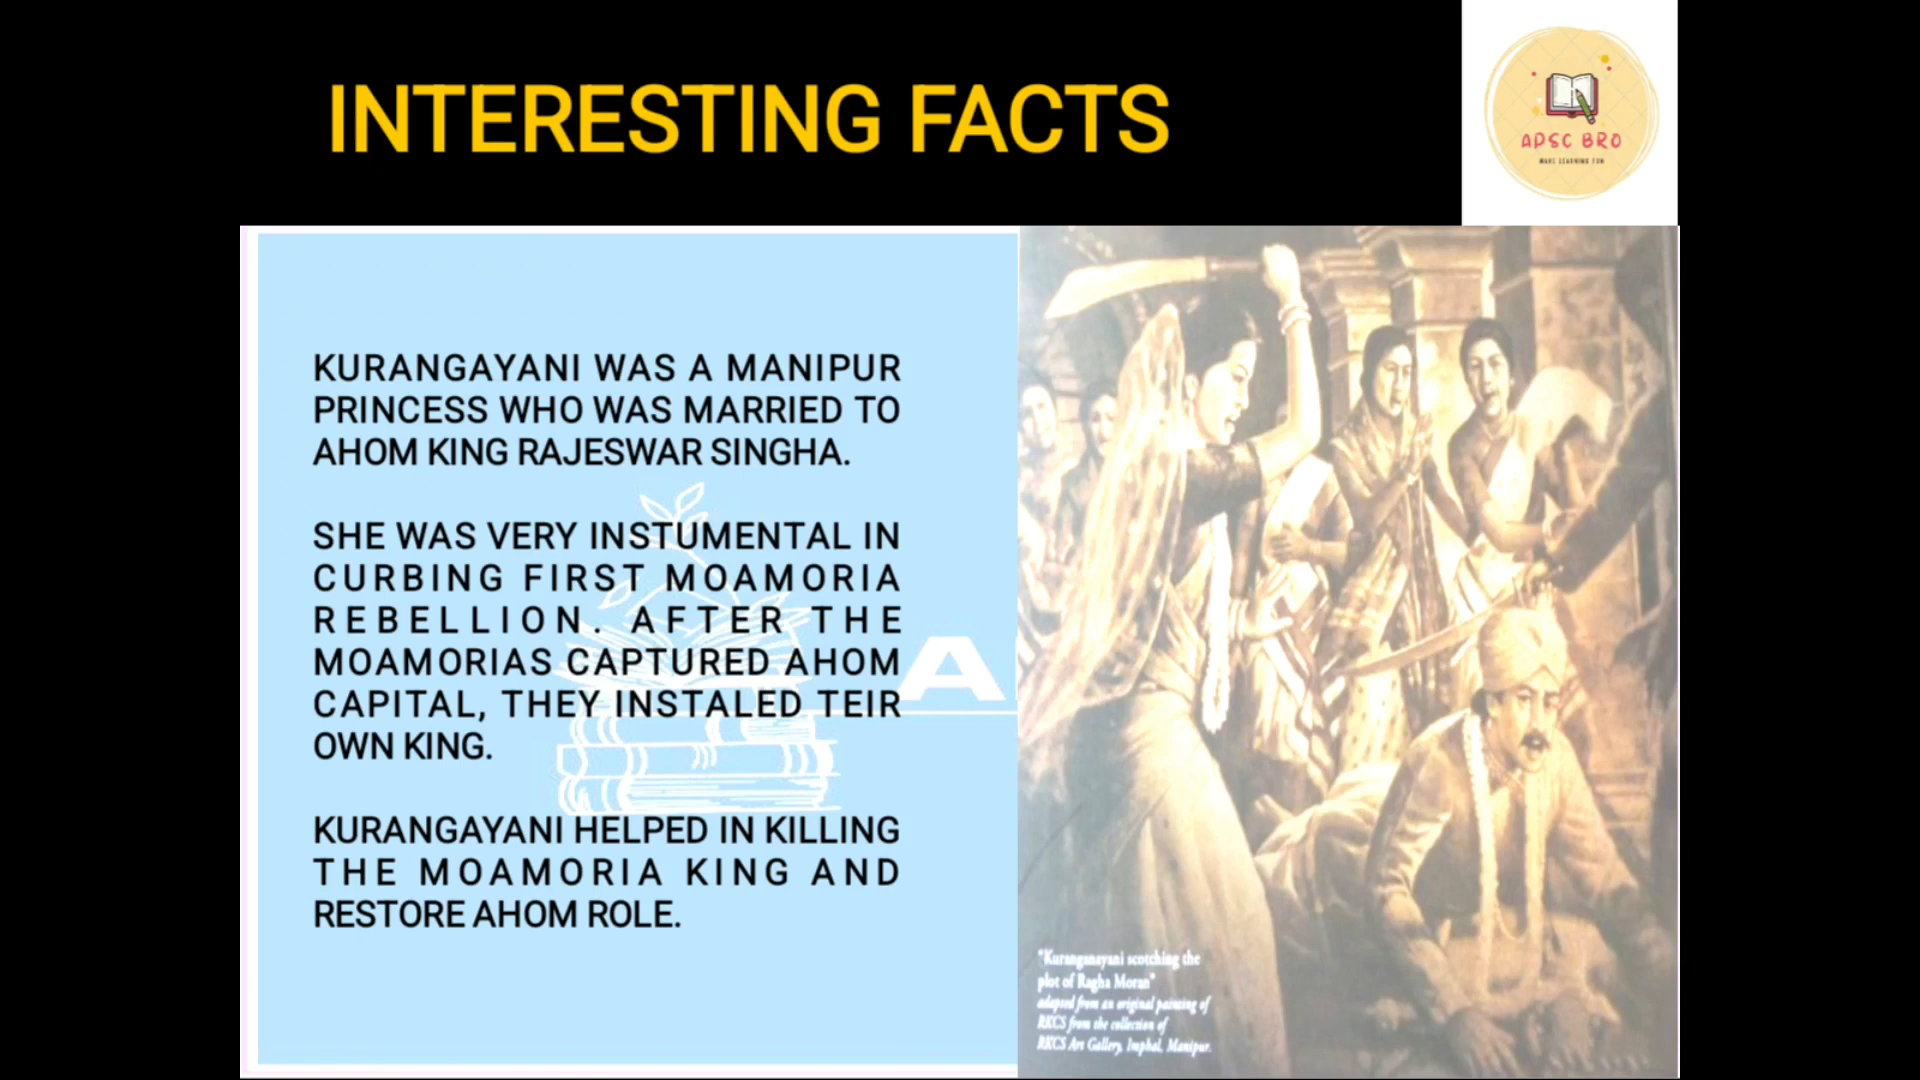 INTERESTING FACTS
APSC BRO
MAKE LEARNING FUN
KURANGAYANI WAS A MANIPUR
PRINCESS WHO WAS MARRIED TO
AHOM KING RAJESWAR SINGHA.
SHE WAS VERY INSTUMENTAL IN
CURBING FIRST MOAMORIA
REBELLION. AFTER THE
MOAMORIAS CAPTURED AHOM
CAPITAL, THEY INSTALED TEIR
OWN KING.
KURANGAYANI HELPED IN KILLING
THE MOAMORIA KING AND
RESTORE AHOM ROLE.
A
"Kuranganayani scotching the
plot of Ragha Moran"
adapted from an original painting of
RKCS from the collection of
RKCS Art Gallery, Imphal, Manipur.